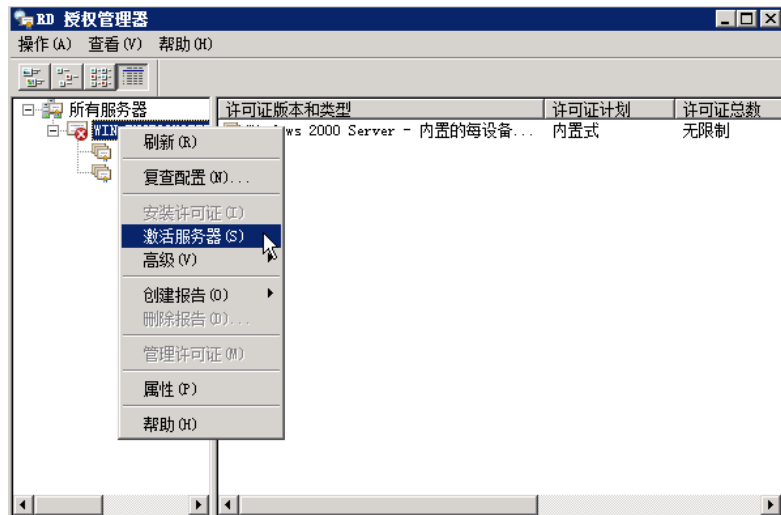 RD 授权管理器
操作(A) 查看(V) 帮助(H)
所有服务器 许可证版本和类型 许可证计划 许可证总数
WIN ws 2000 Server - 内置的每设备... 内置式 无限制
刷新(R)
复查配置(N)...
安装许可证(I)
激活服务器(S)
高级(V)
创建报告(O)
删除报告(D)...
管理许可证(M)
属性(P)
帮助(H)